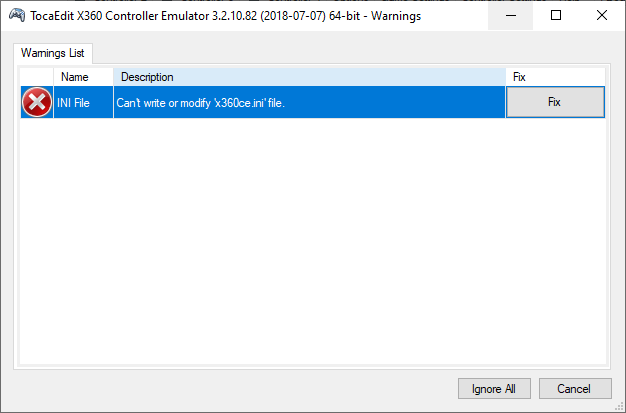 TocaEdit X360 Controller Emulator 3.2.10.82 (2018-07-07) 64-bit - Warnings
Warnings List
Name Description Fix
INI File Can't write or modify 'x360ce.ini' file. Fix
Ignore All Cancel